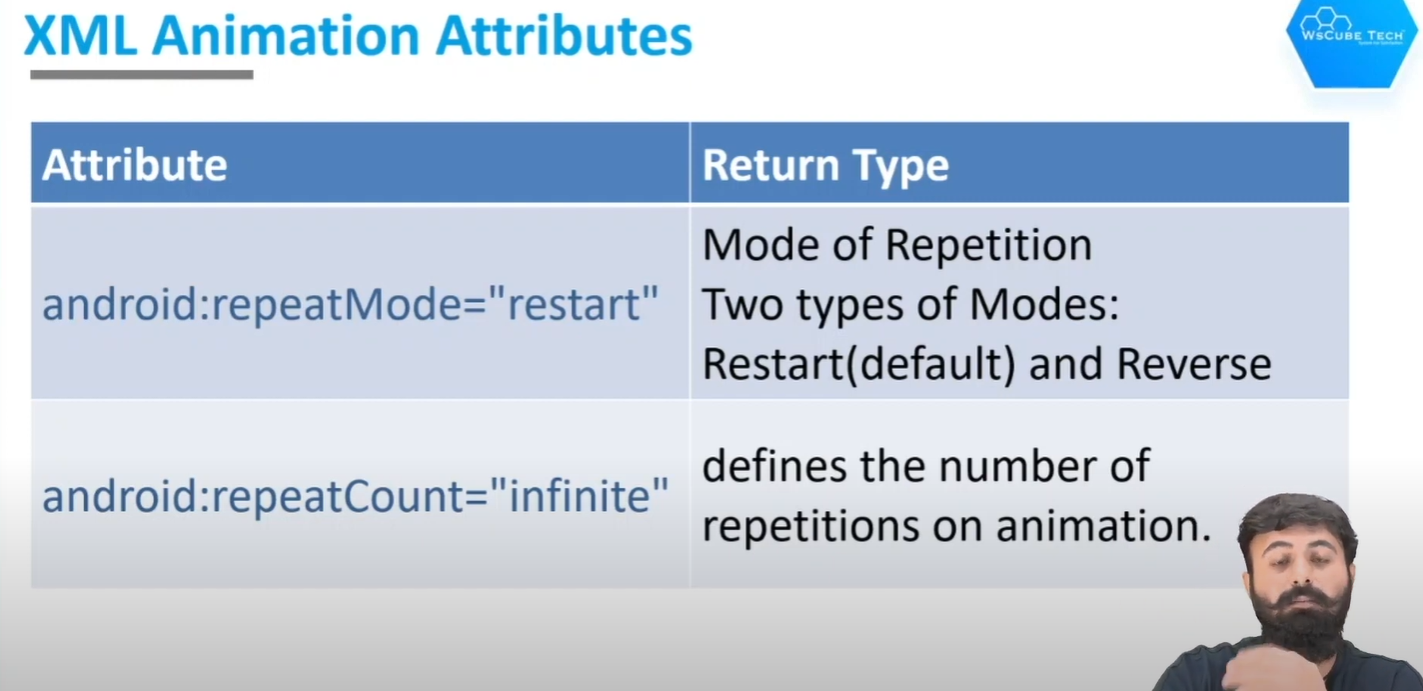 XML Animation Attributes
WSCUBE TECH
Attribute
Return Type
android:repeatMode="restart"
Mode of Repetition
Two types of Modes:
Restart(default) and Reverse
android:repeatCount="infinite"
defines the number of
repetitions on animation.